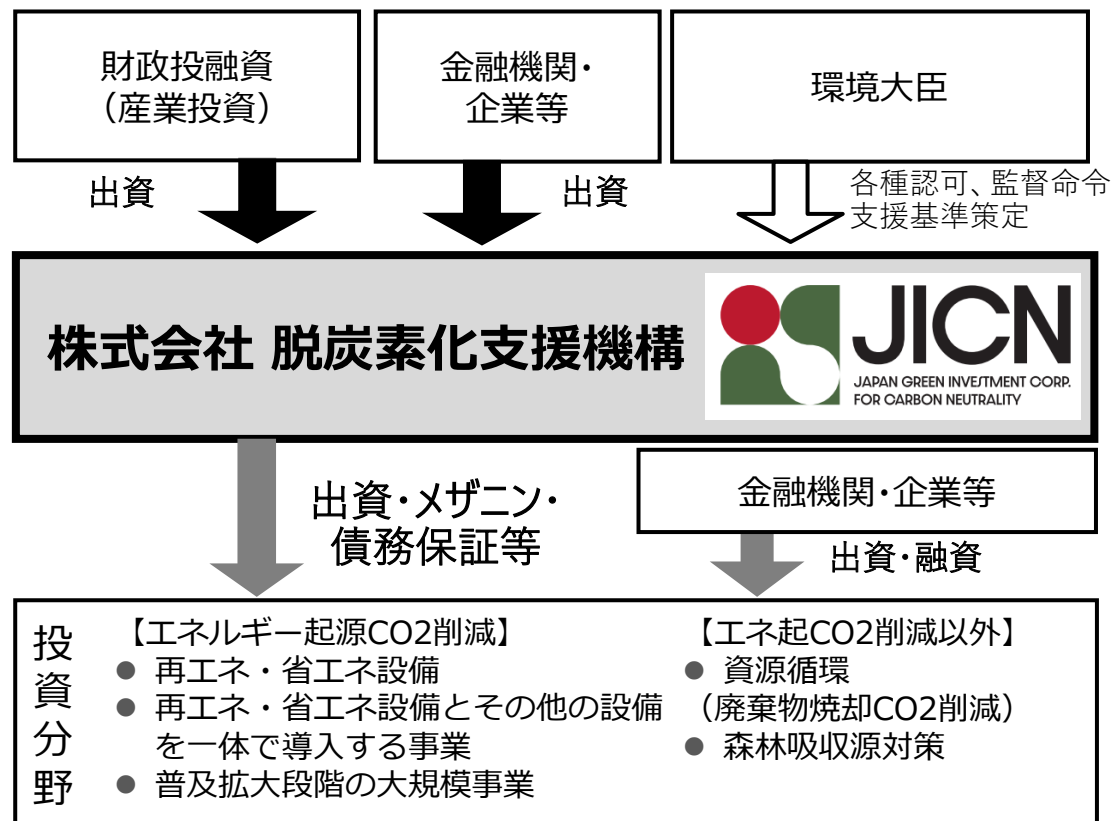 財政投融資
（産業投資）
金融機関・
企業等
環境大臣
出資
出資
各種認可、監督命令
支援基準策定
株式会社 脱炭素化支援機構
JICN
JAPAN GREEN INVESTMENT CORP.
FOR CARBON NEUTRALITY
出資・メザニン・
債務保証等
金融機関・企業等
出資・融資
投資分野
【エネルギー起源CO2削減】
● 再エネ・省エネ設備
● 再エネ・省エネ設備とその他の設備
を一体で導入する事業
● 普及拡大段階の大規模事業
【エネ起CO2削減以外】
● 資源循環
（廃棄物焼却CO2削減）
● 森林吸収源対策